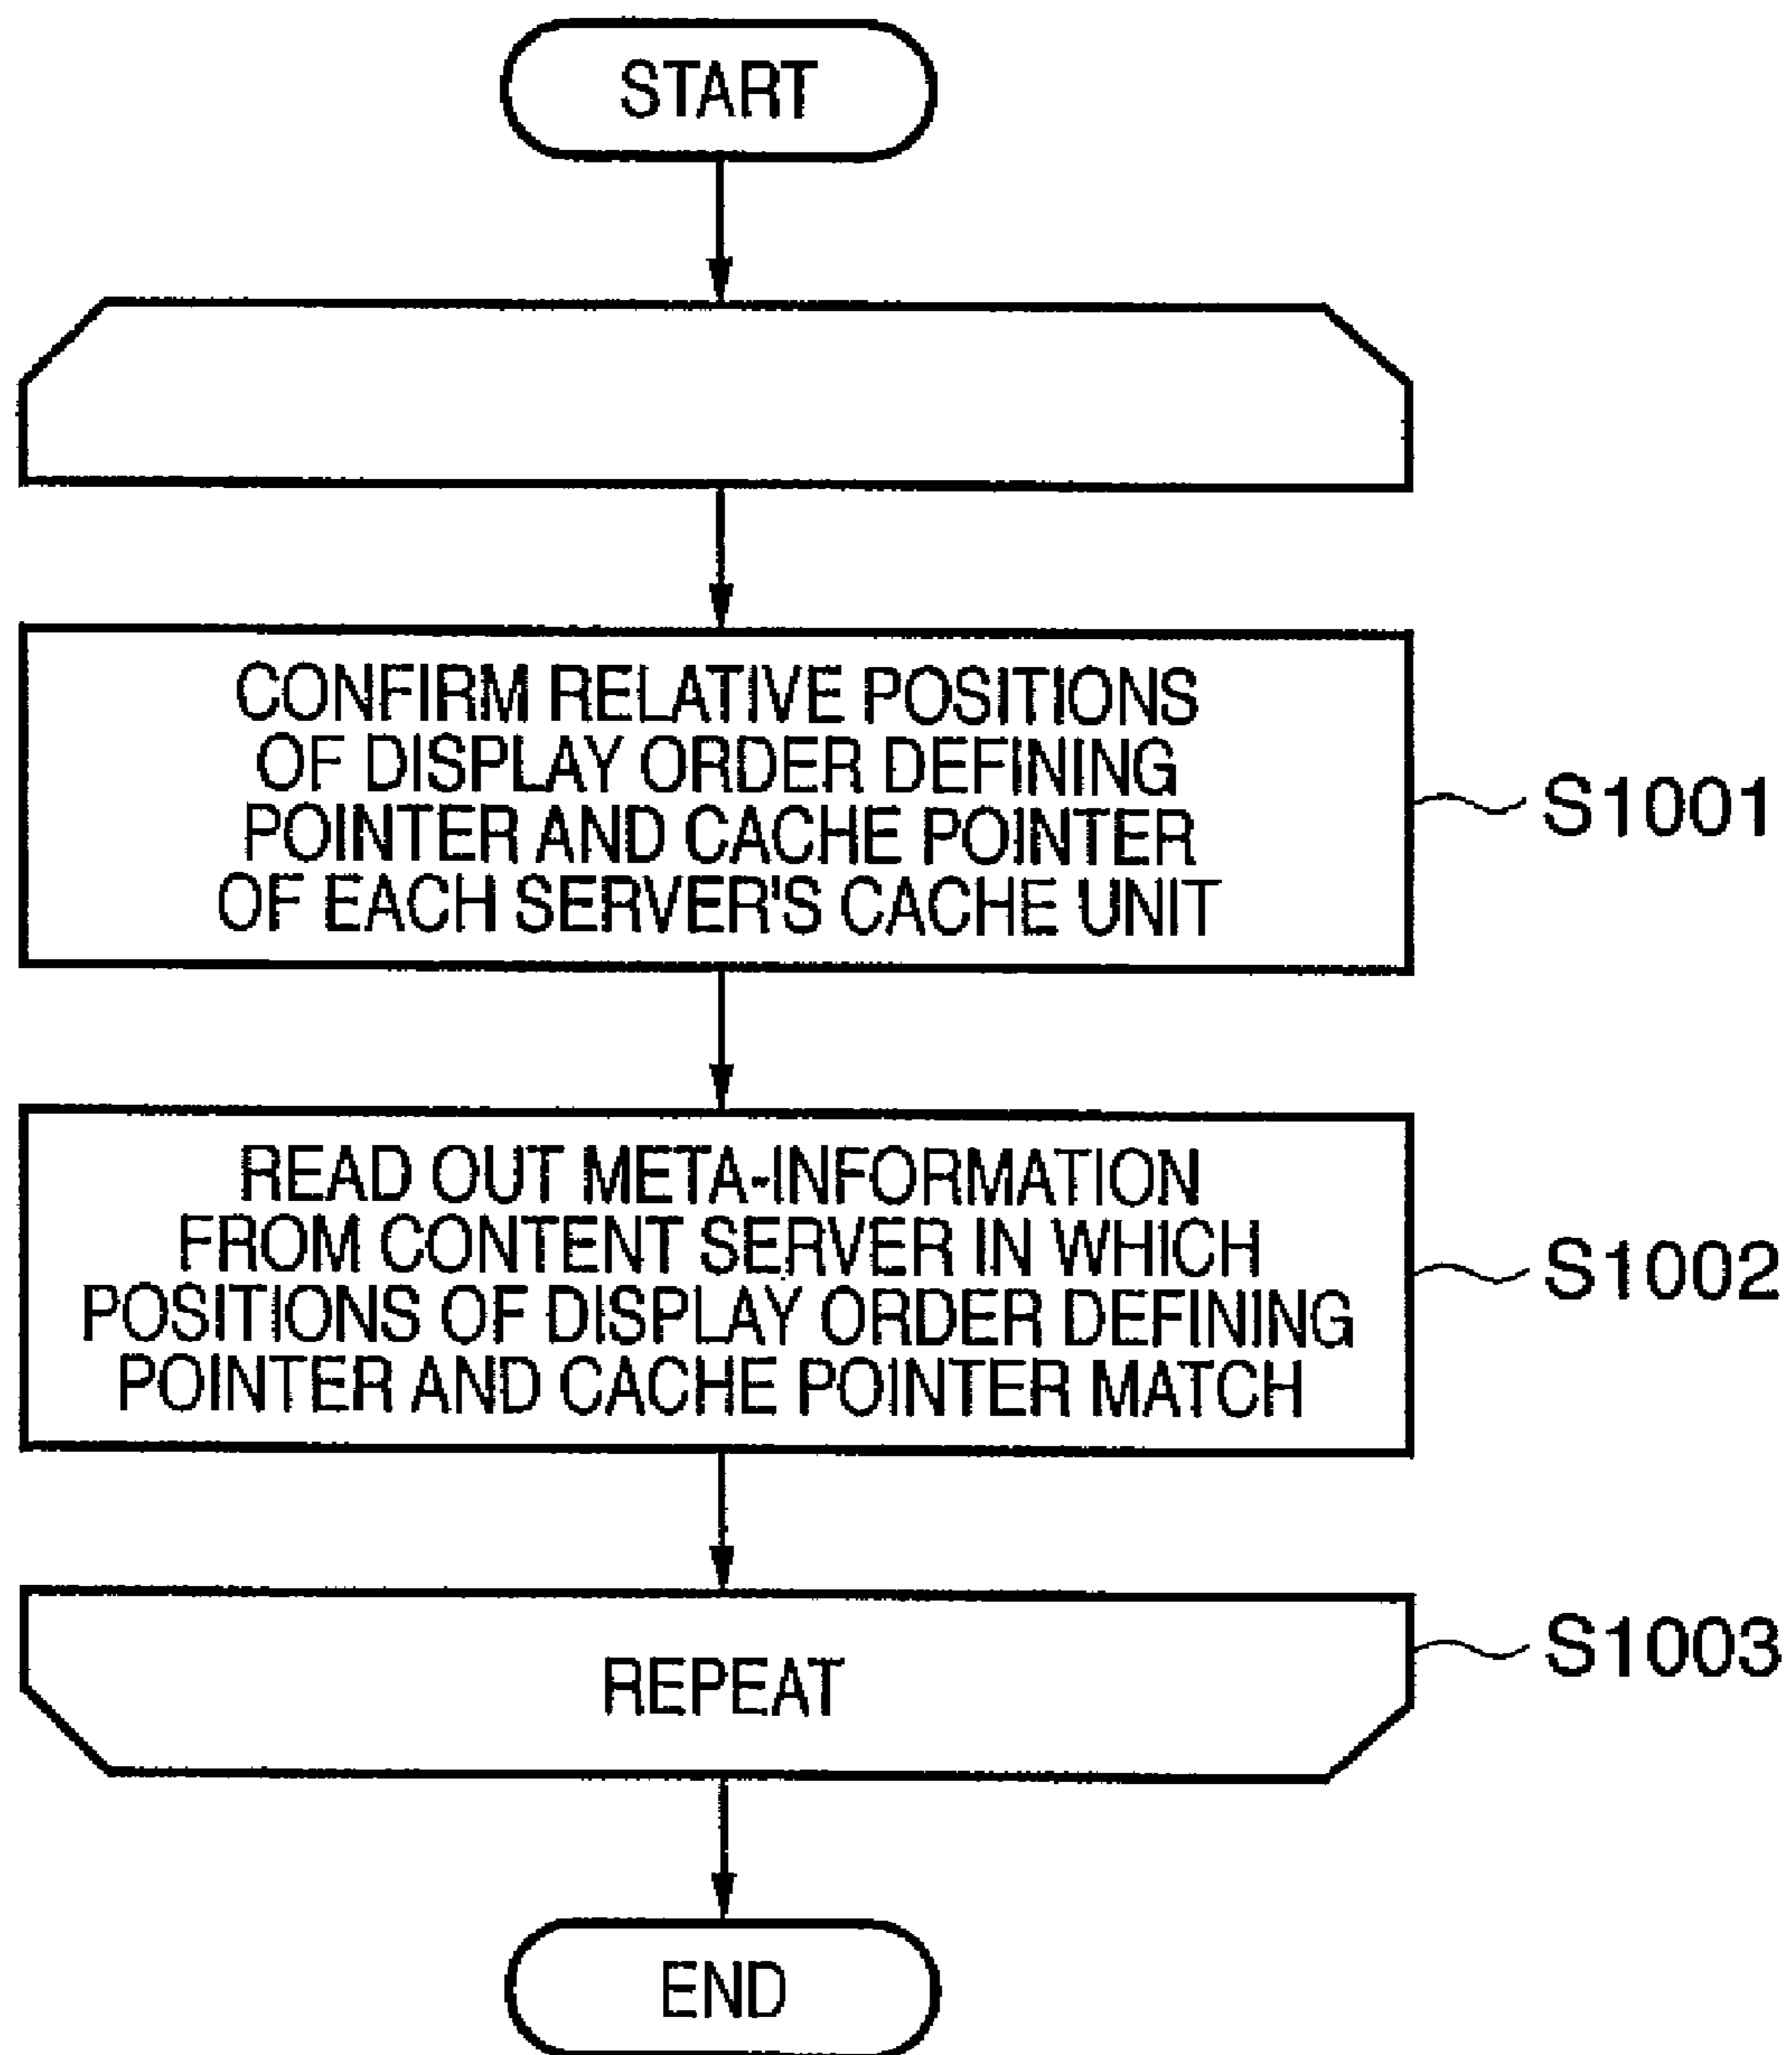 START
CONFIRM RELATIVE POSITIONS
OF DISPLAY ORDER DEFINING
POINTER AND CACHE POINTER
OF EACH SERVER'S CACHE UNIT
S1001
READ OUT META-INFORMATION
FROM CONTENT SERVER IN WHICH
POSITIONS OF DISPLAY ORDER DEFINING
POINTER AND CACHE POINTER MATCH
S1002
REPEAT
S1003
END